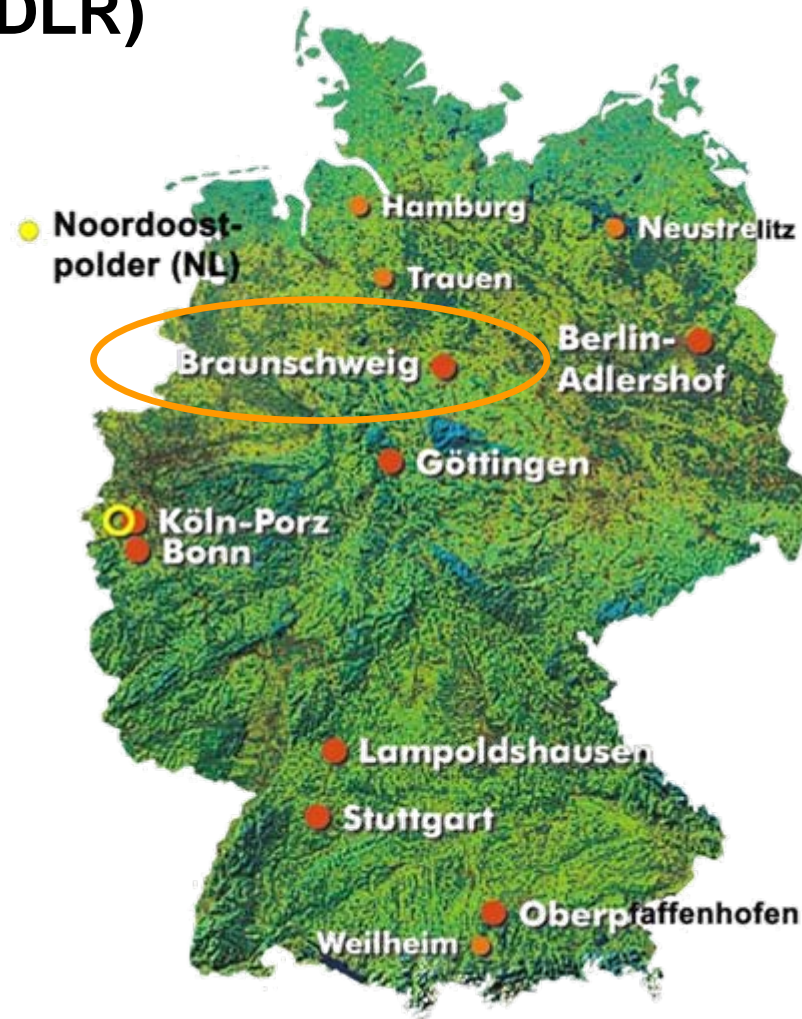 DLR)
Hamburg
Neustrelitz
Noordoost-
polder (NL)
Trauen
Braunschweig
Berlin-
Adlershof
Göttingen
Köln-Porz
Bonn
Lampoldshausen
Stuttgart
Oberpfaffenhofen
Weilheim